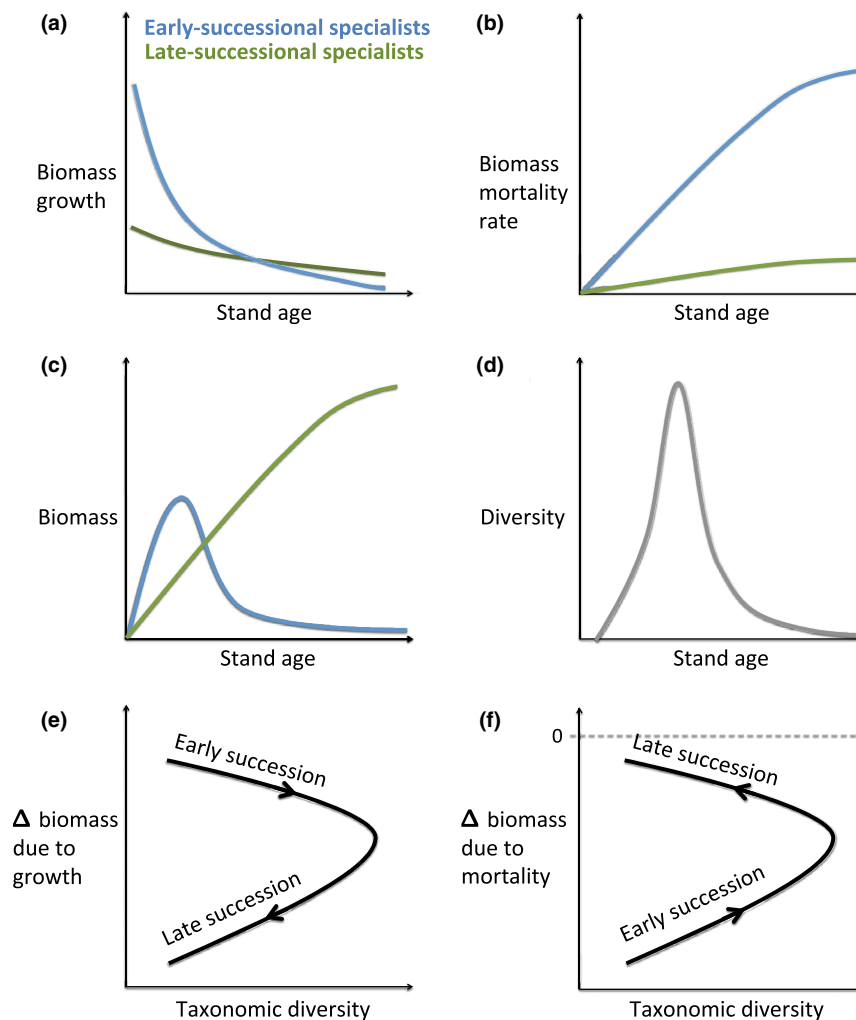 (a)
Early-successional specialists
Late-successional specialists
Biomass
growth
Stand age
(b)
Biomass
mortality
rate
Stand age
(c)
Biomass
Stand age
(d)
Diversity
Stand age
(e)
Early succession
Δ biomass
due to
growth
Late succession
Taxonomic diversity
(f)
0
Late succession
Δ biomass
due to
mortality
Early succession
Taxonomic diversity